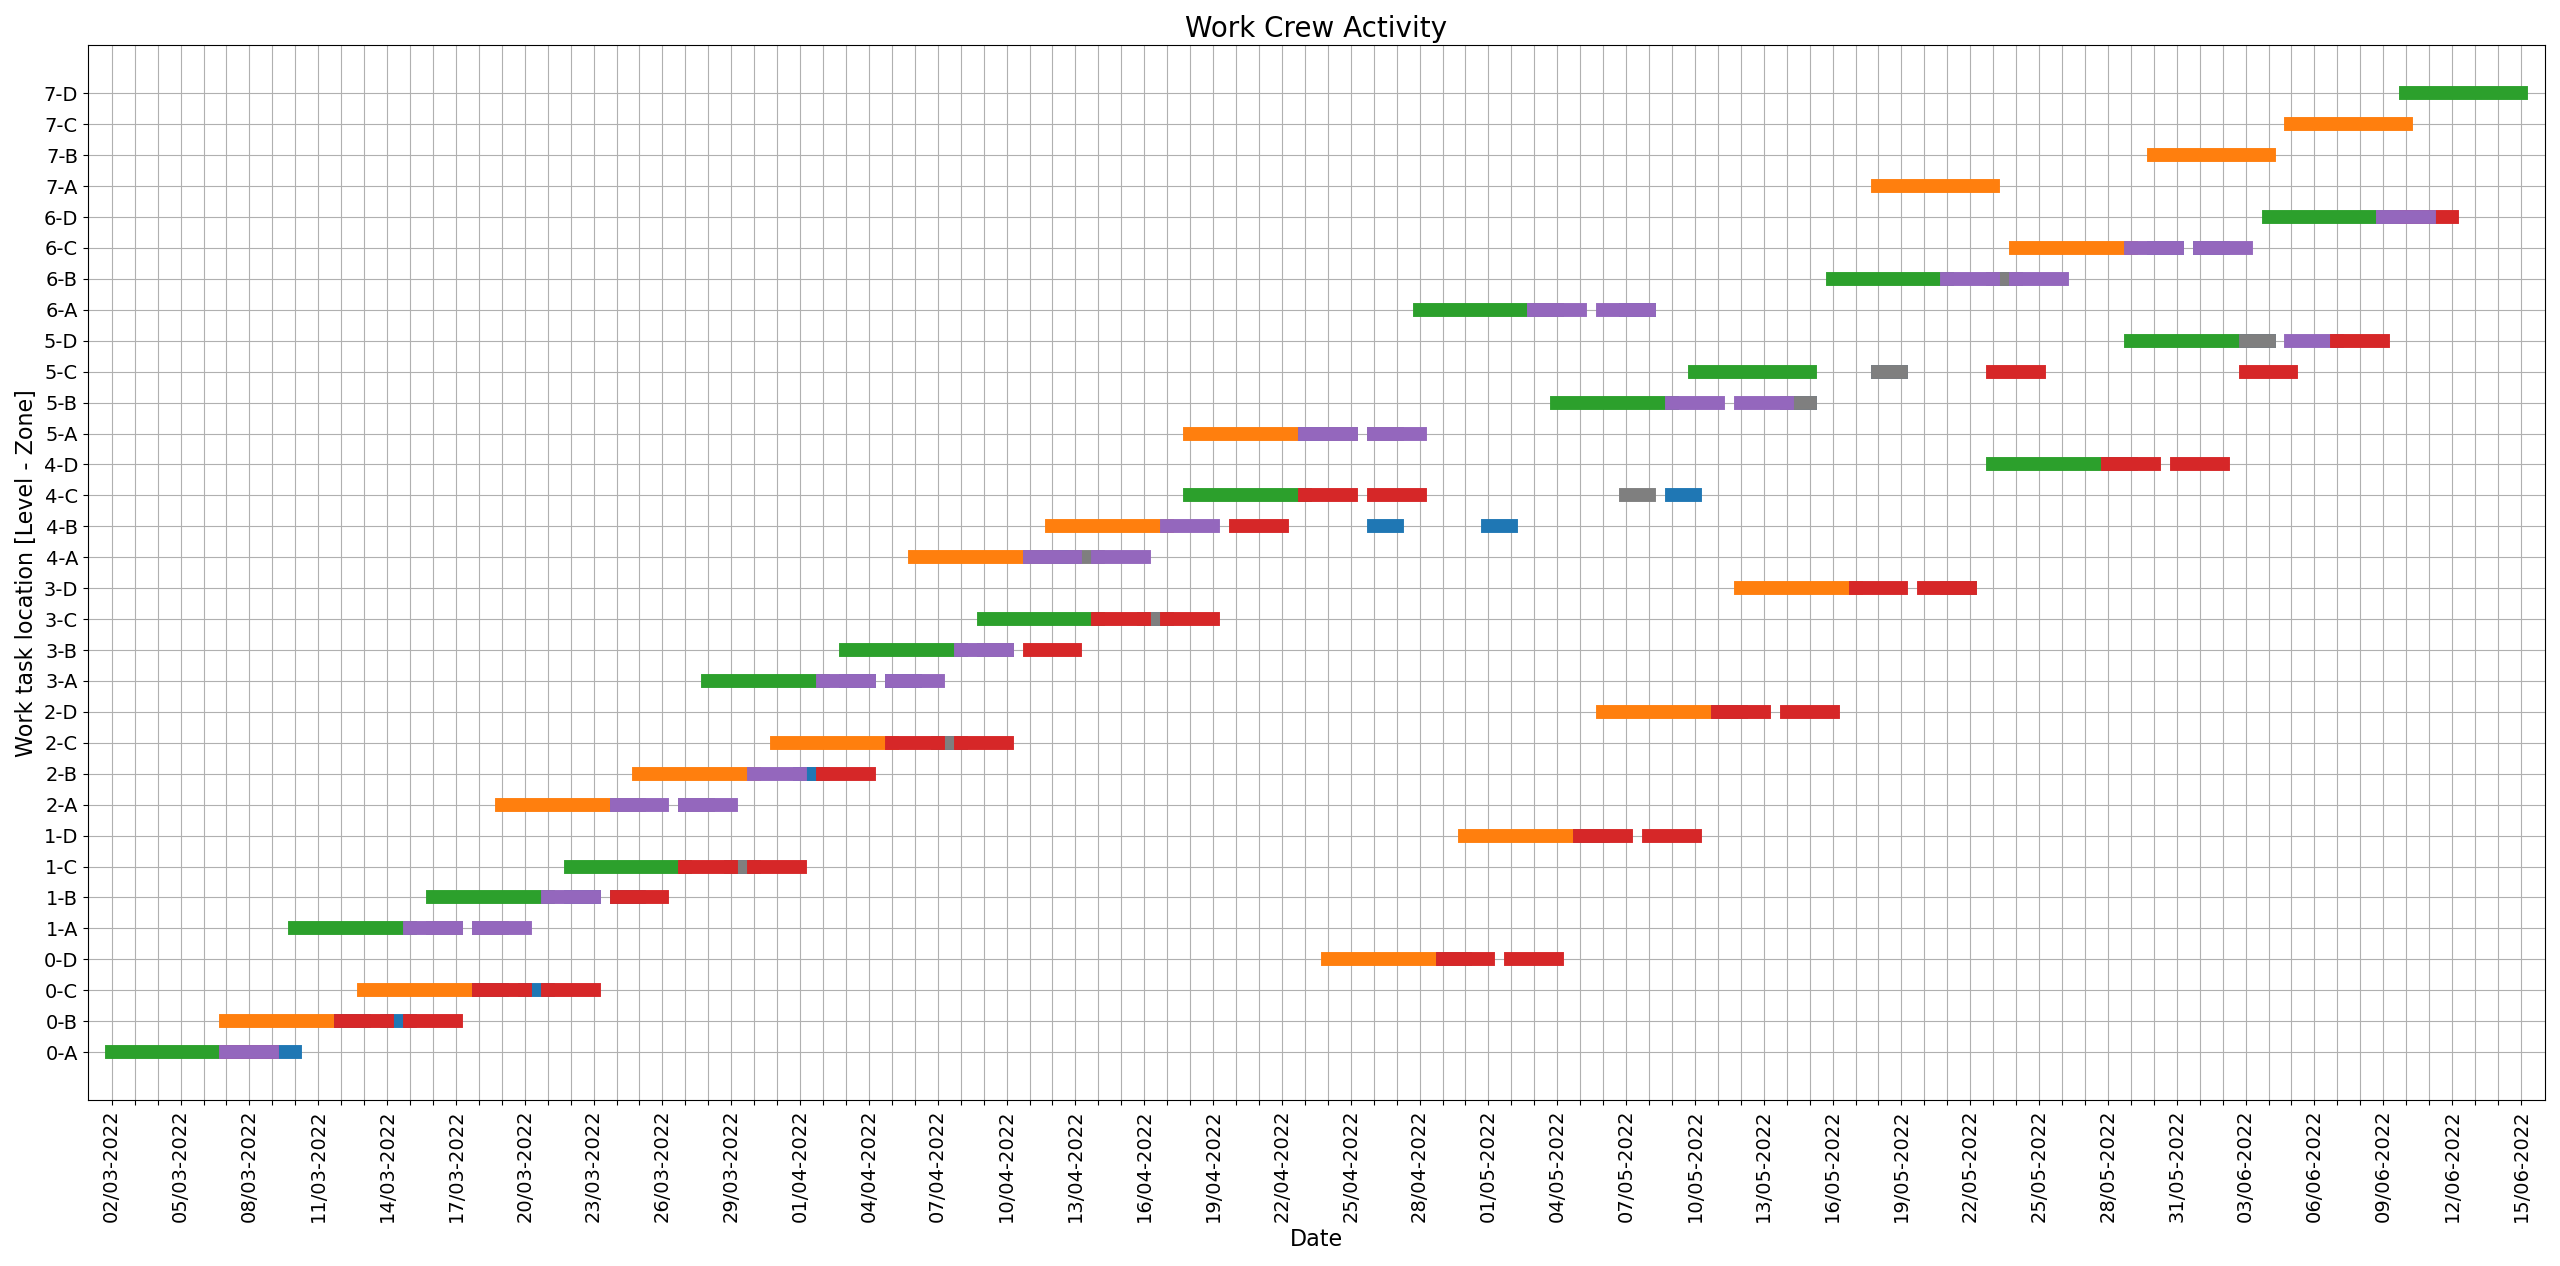 Work Crew Activity
Work task location [Level - Zone]
7-D
7-C
7-B
7-A
6-D
6-C
6-B
6-A
5-D
5-C
5-B
5-A
4-D
4-C
4-B
4-A
3-D
3-C
3-B
3-A
2-D
2-C
2-B
2-A
1-D
1-C
1-B
1-A
0-D
0-C
0-B
0-A
02/03-2022
05/03-2022
08/03-2022
11/03-2022
14/03-2022
17/03-2022
20/03-2022
23/03-2022
26/03-2022
29/03-2022
01/04-2022
04/04-2022
07/04-2022
10/04-2022
13/04-2022
16/04-2022
19/04-2022
22/04-2022
25/04-2022
28/04-2022
01/05-2022
04/05-2022
07/05-2022
10/05-2022
13/05-2022
16/05-2022
19/05-2022
22/05-2022
25/05-2022
28/05-2022
31/05-2022
03/06-2022
06/06-2022
09/06-2022
12/06-2022
15/06-2022
Date